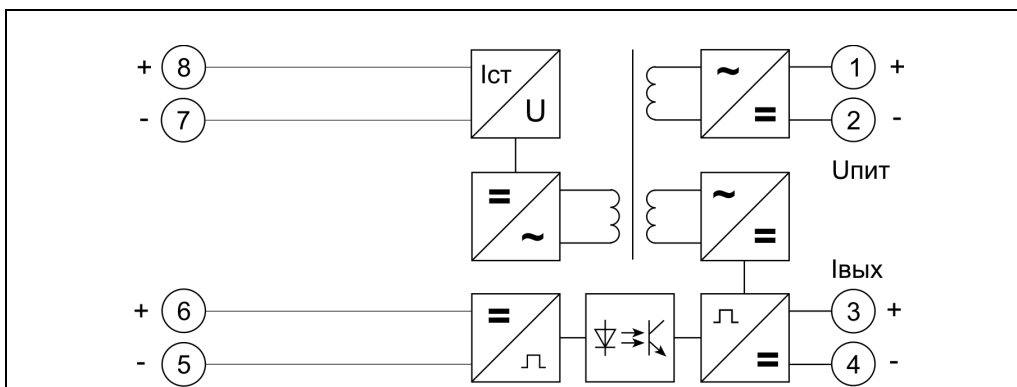 + 8 Iст ~ 1 +
- 7 U = 2 -
Uпит
= ~
~ =
Iвых
+ 6 = 3 +
- 5 = 4 -